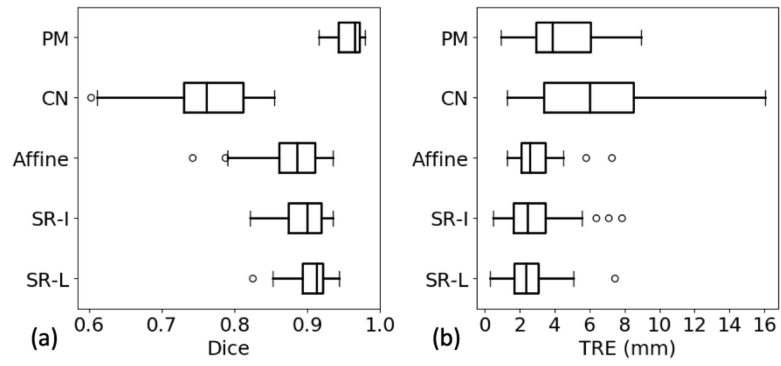 PM
CN
Affine
SR-I
SR-L
0.6 0.7 0.8 0.9 1.0
Dice
(a)
PM
CN
Affine
SR-I
SR-L
0 2 4 6 8 10 12 14 16
TRE (mm)
(b)